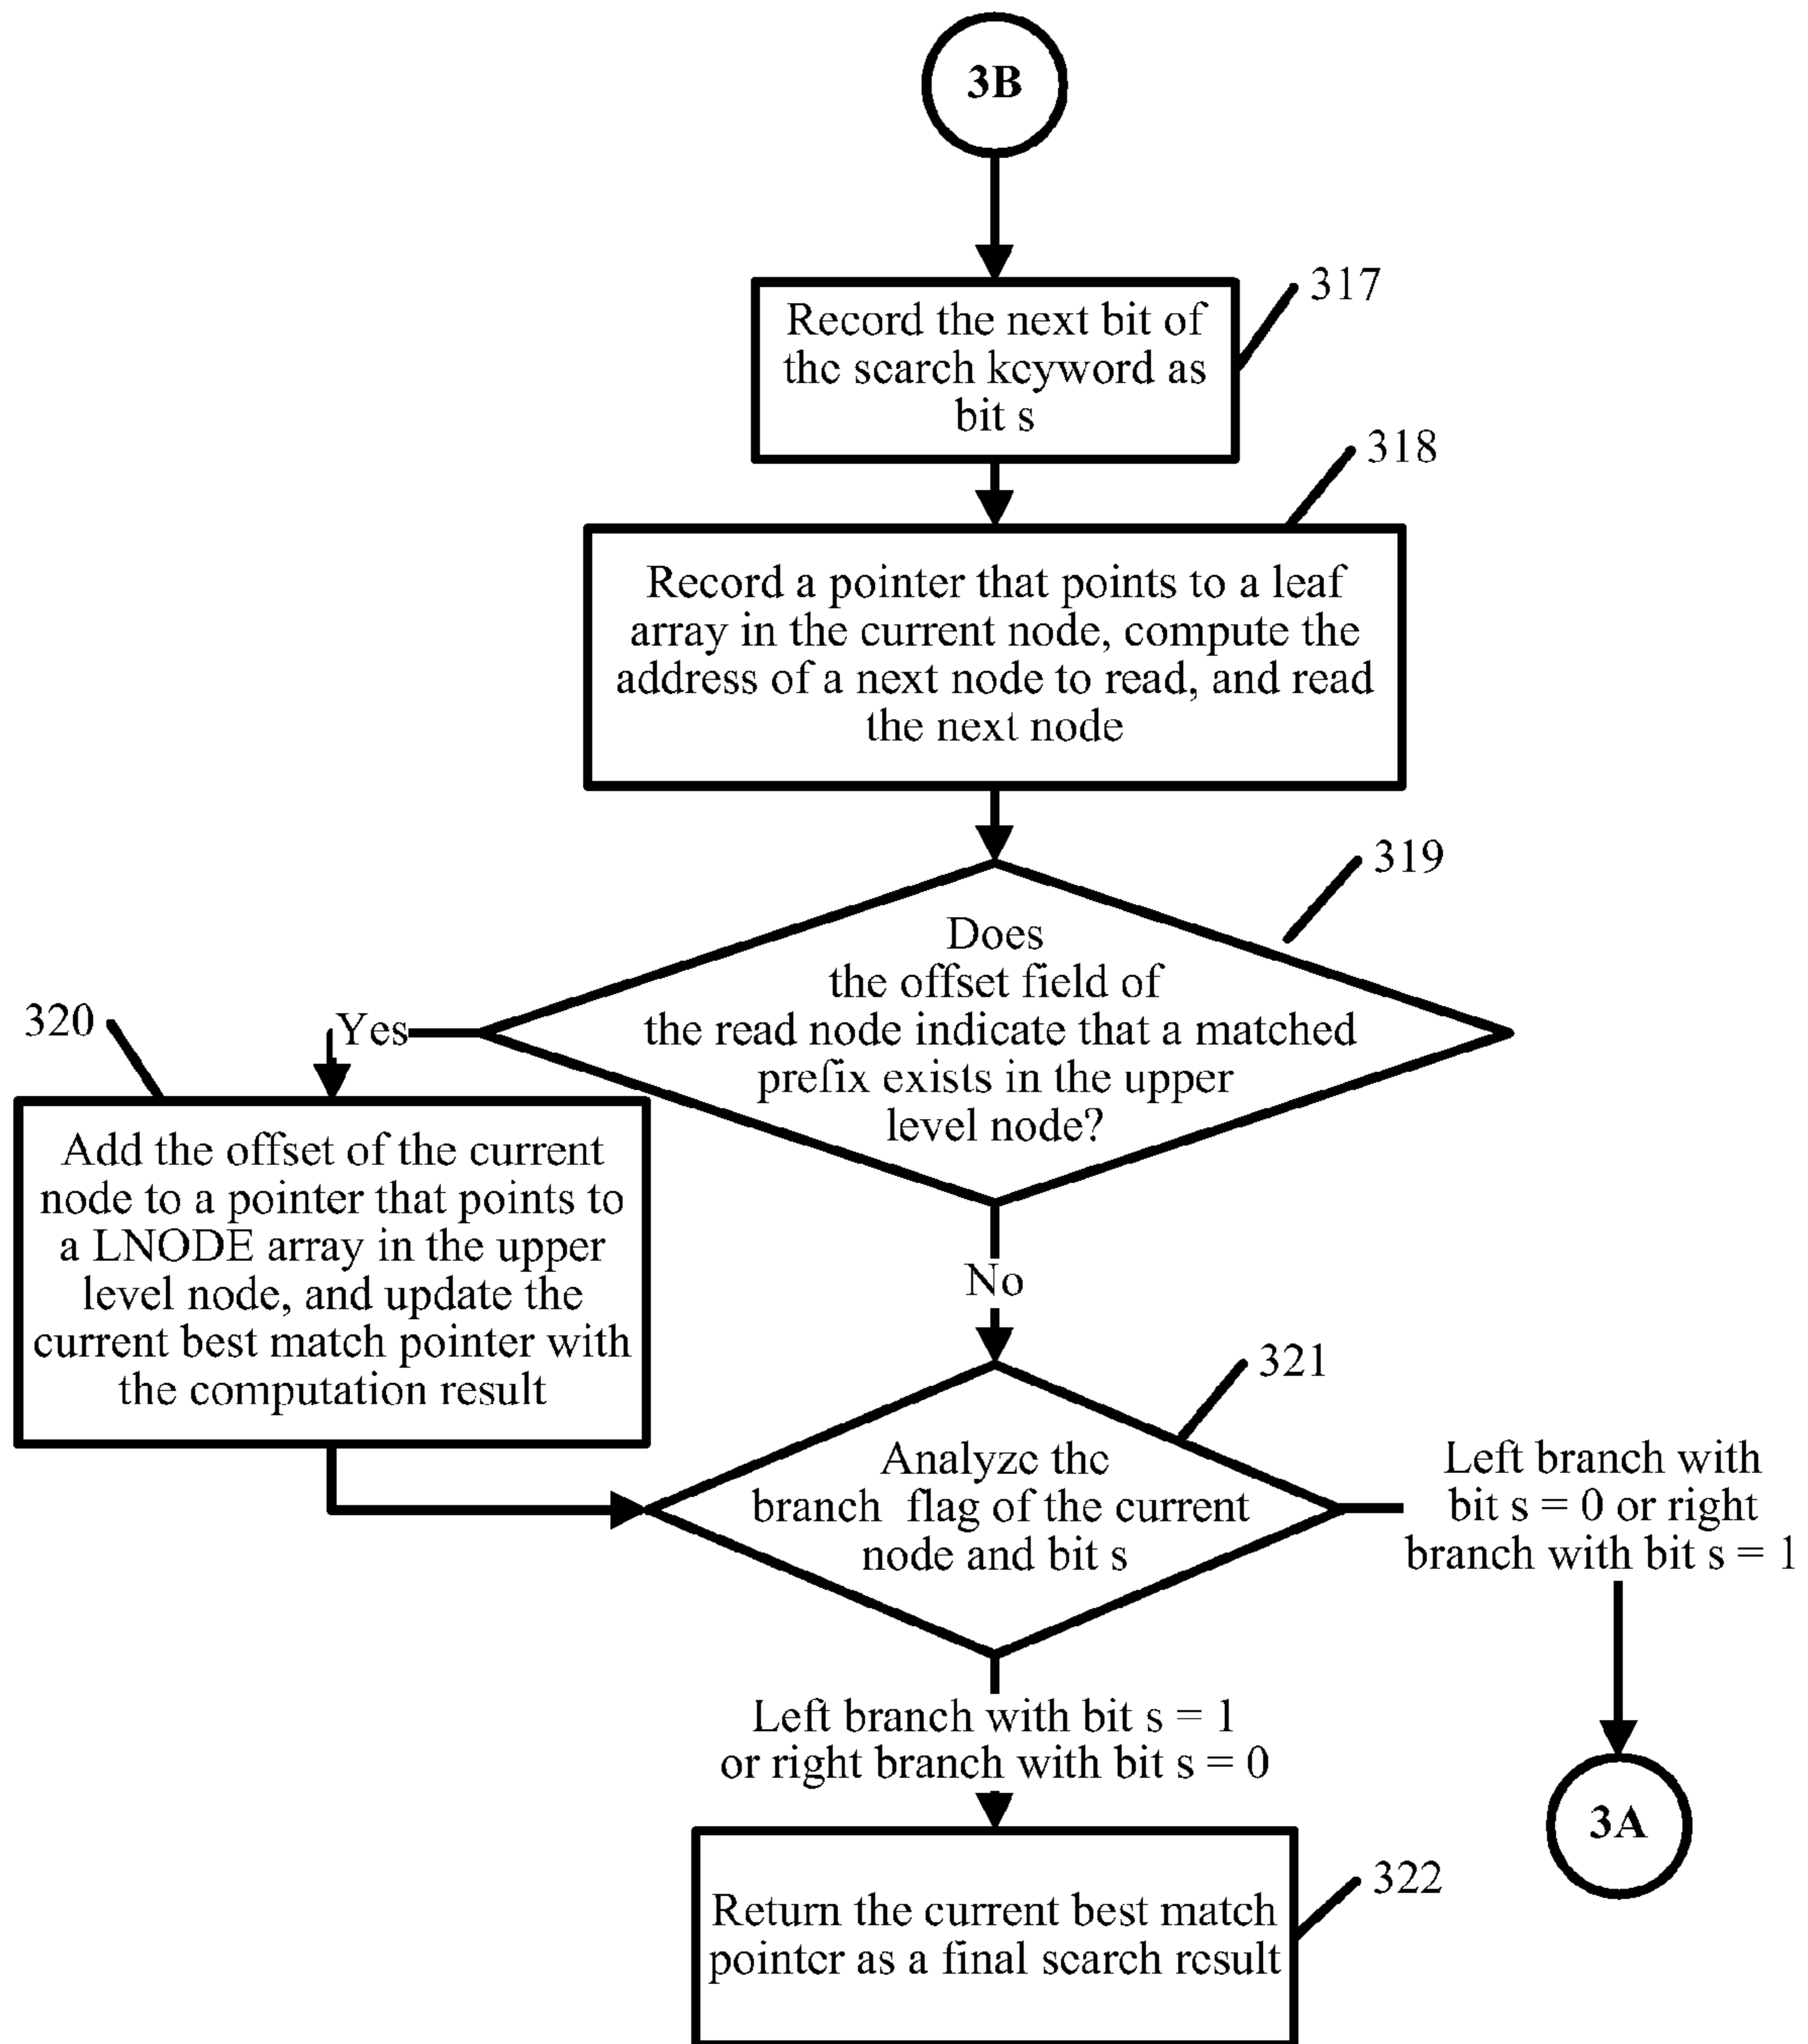 3B
317
Record the next bit of
the search keyword as
bit s
318
Record a pointer that points to a leaf
array in the current node, compute the
address of a next node to read, and read
the next node
319
Does
the offset field of
the read node indicate that a matched
prefix exists in the upper
level node?
320
Yes
Add the offset of the current
node to a pointer that points to
a LNODE array in the upper
level node, and update the
current best match pointer with
the computation result
No
321
Analyze the
branch flag of the current
node and bit s
Left branch with
bit s = 0 or right
branch with bit s = 1
Left branch with bit s = 1
or right branch with bit s = 0
3A
322
Return the current best match
pointer as a final search result